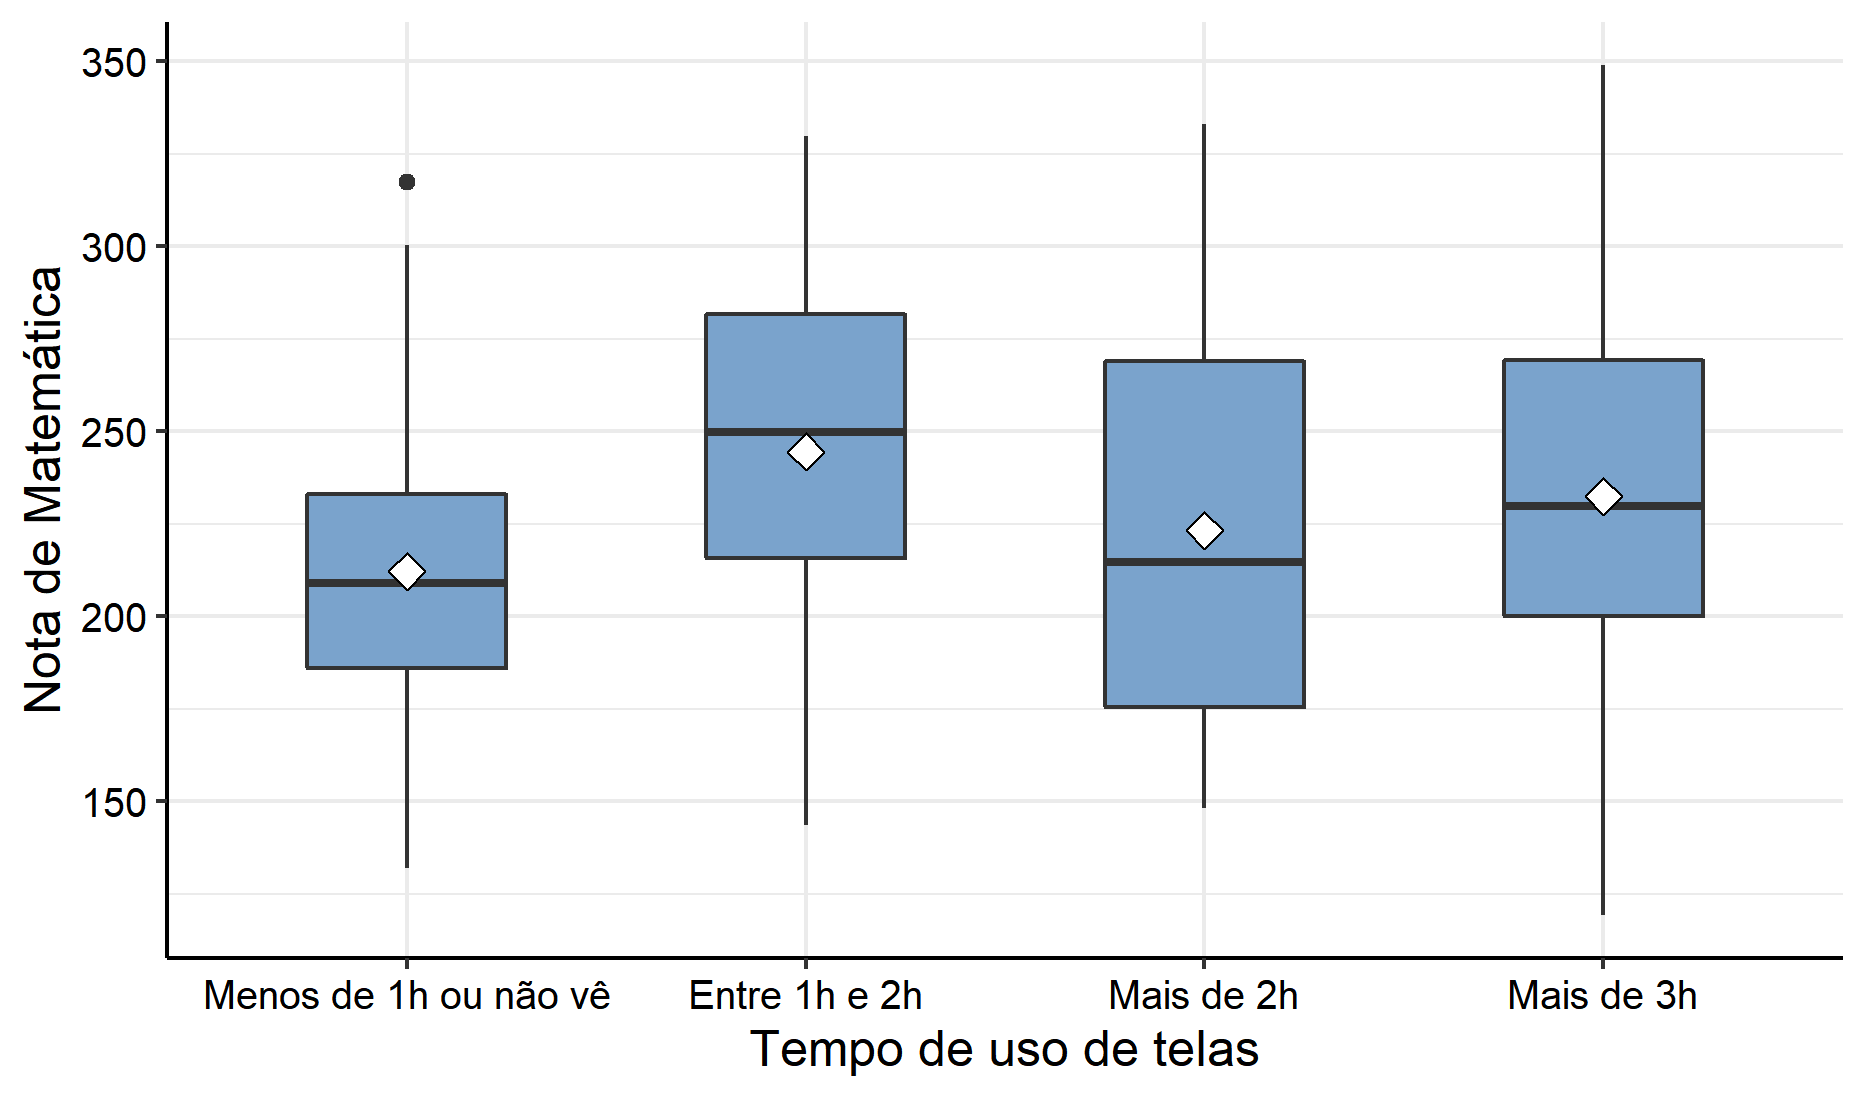 Nota de Matemática
350
300
250
200
150
Menos de 1h ou não vê
Entre 1h e 2h
Mais de 2h
Mais de 3h
Tempo de uso de telas